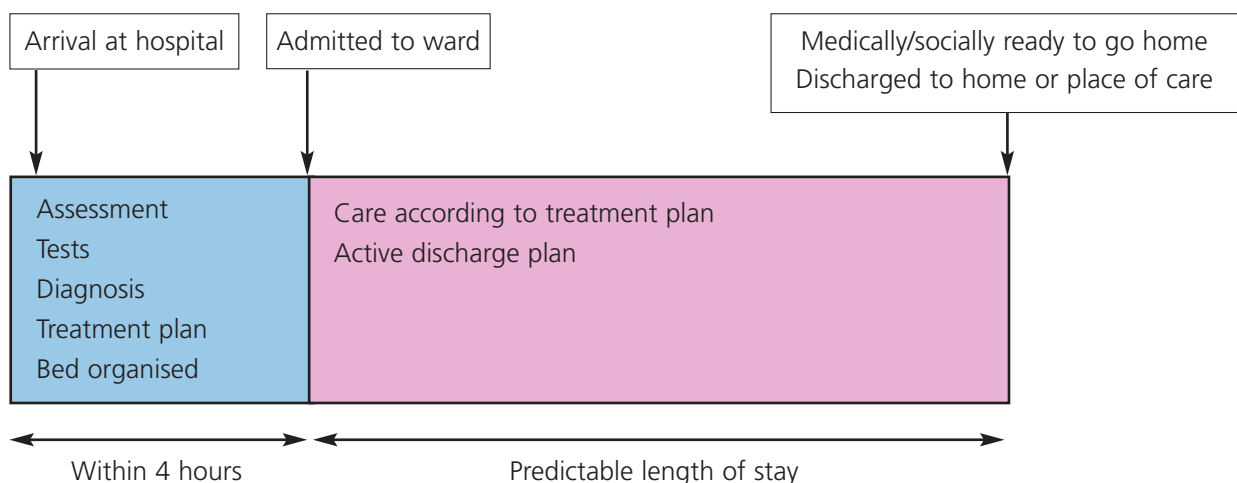 Arrival at hospital
Admitted to ward
Medically/socially ready to go home
Discharged to home or place of care
Assessment
Tests
Diagnosis
Treatment plan
Bed organised
Care according to treatment plan
Active discharge plan
Within 4 hours
Predictable length of stay